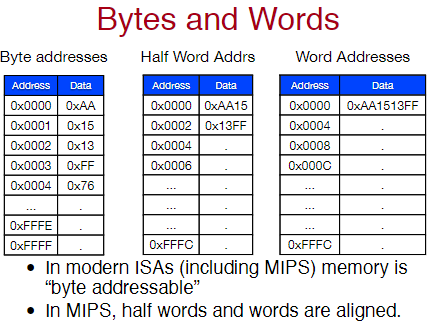 Bytes and Words
Byte addresses Half Word Addrs Word Addresses
Address Data Address Data Address Data
0x0000 0xAA 0x0000 0xAA15 0x0000 0xAA1513FF
0x0001 0x15 0x0002 0x13FF 0x0004 .
0x0002 0x13 0x0004 . 0x0008 .
0x0003 0xFF 0x0006 . 0x000C .
0x0004 0x76 ... . ... .
... . ... . ... .
0xFFFE . ... . ... .
0xFFFF . 0xFFFC . 0xFFFC .
• In modern ISAs (including MIPS) memory is
“byte addressable”
• In MIPS, half words and words are aligned.